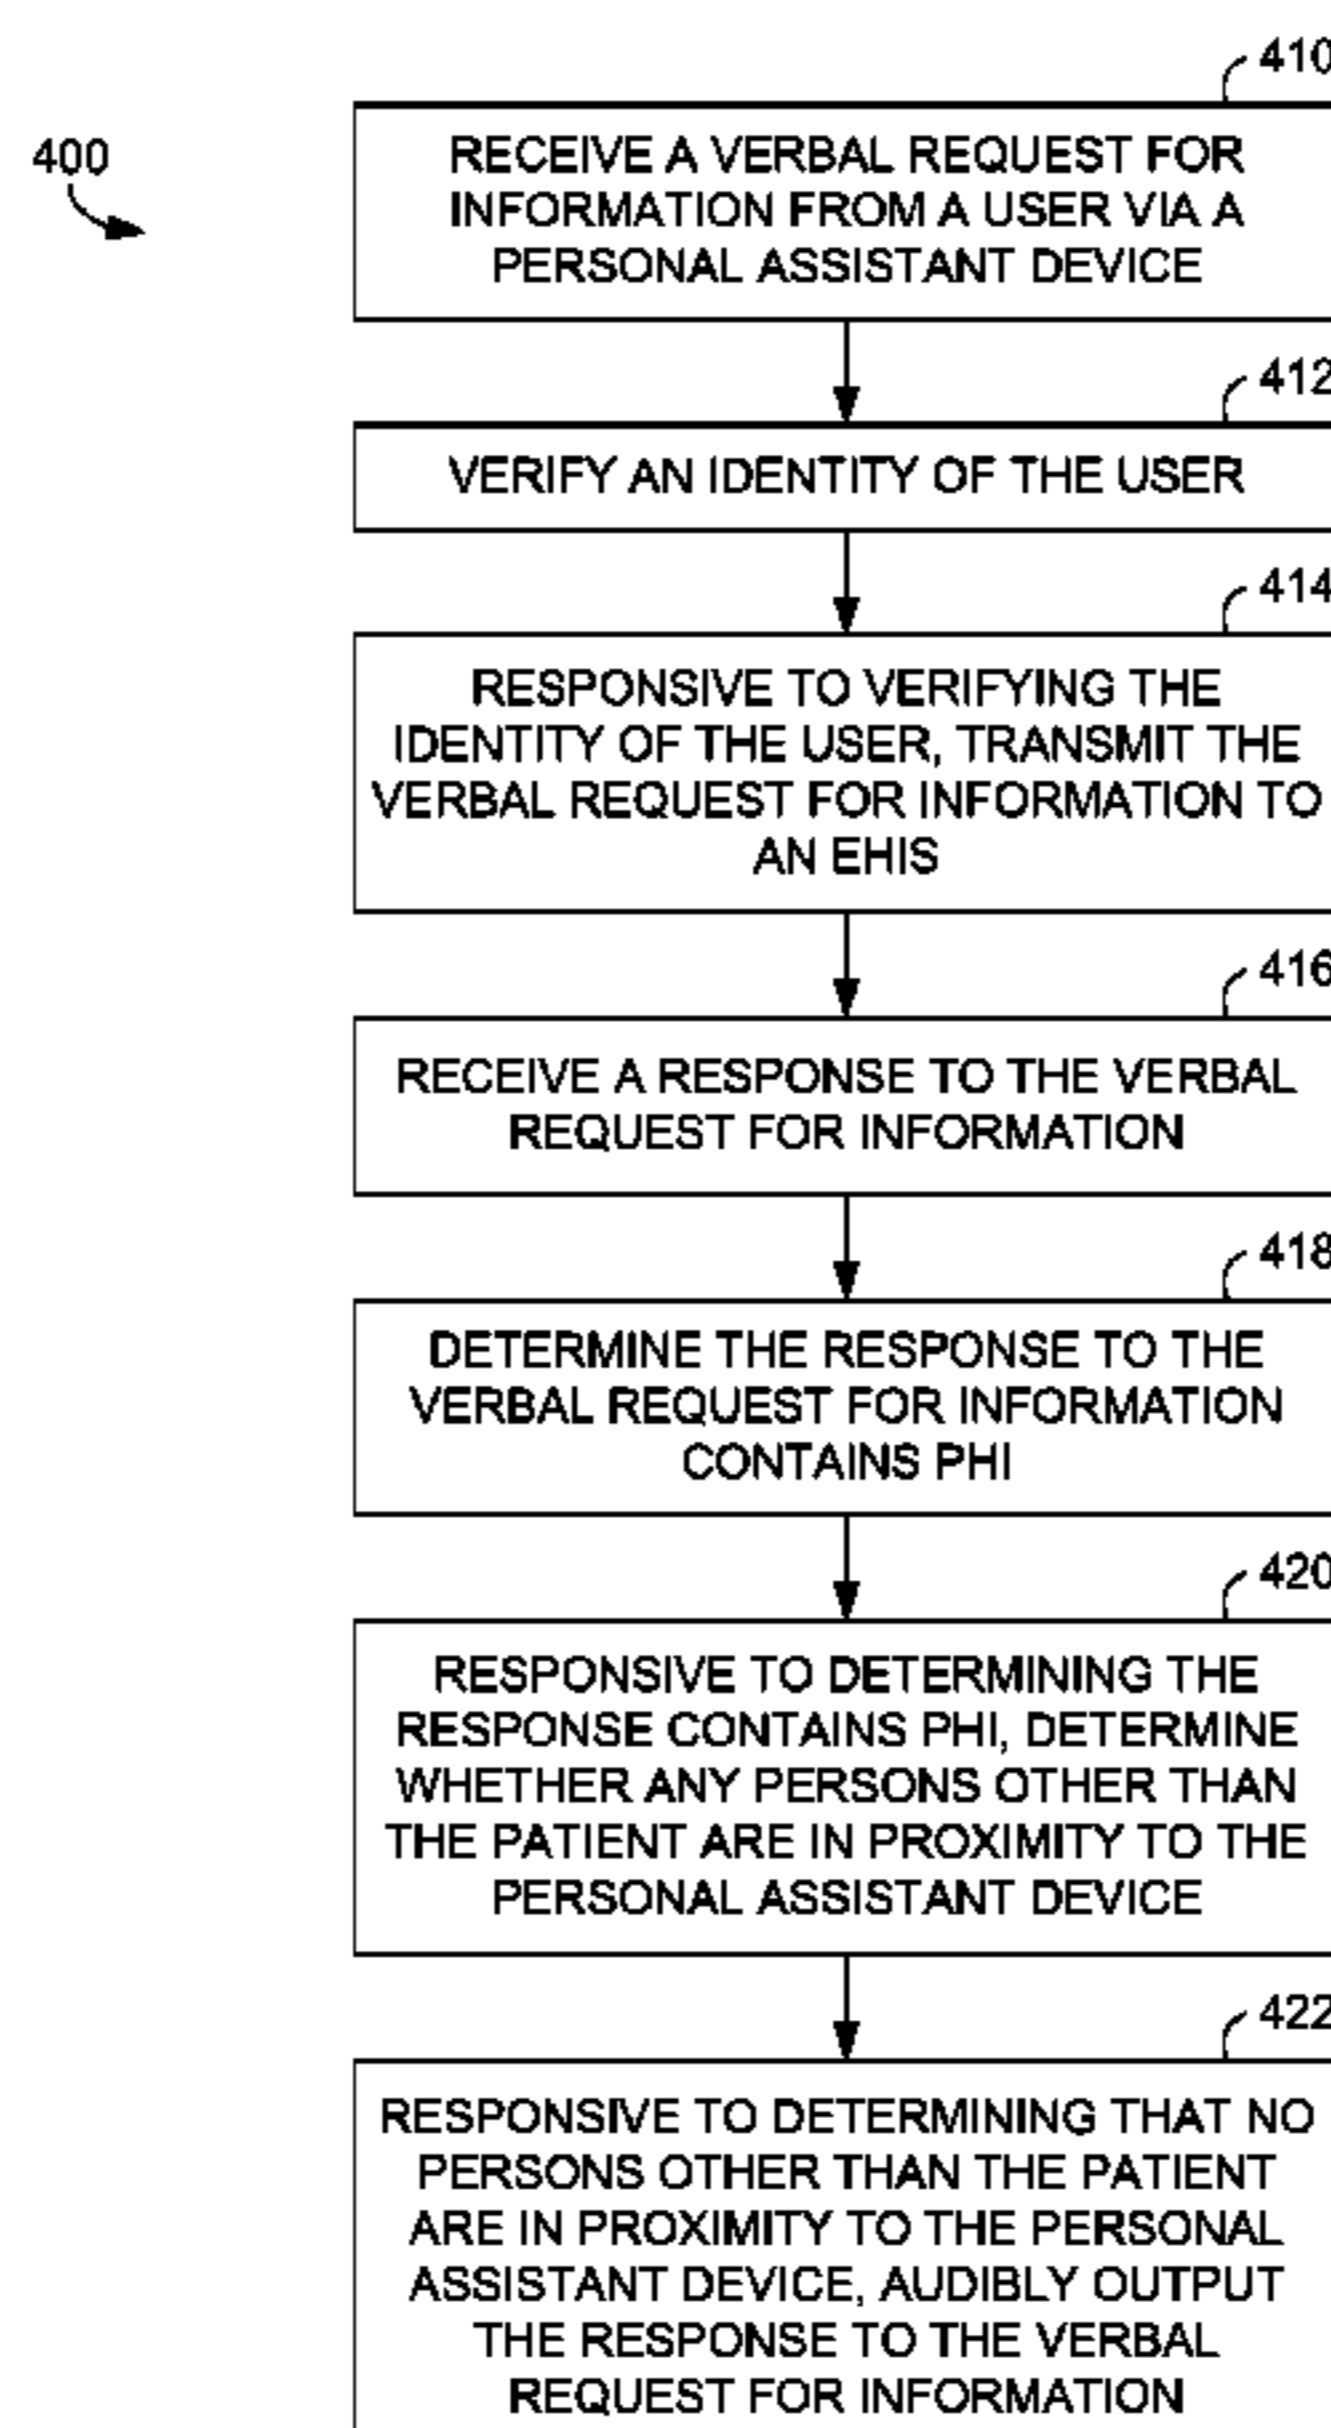 410
400
RECEIVE A VERBAL REQUEST FOR
INFORMATION FROM A USER VIA A
PERSONAL ASSISTANT DEVICE
412
VERIFY AN IDENTITY OF THE USER
414
RESPONSIVE TO VERIFYING THE
IDENTITY OF THE USER, TRANSMIT THE
VERBAL REQUEST FOR INFORMATION TO
AN EHIS
416
RECEIVE A RESPONSE TO THE VERBAL
REQUEST FOR INFORMATION
418
DETERMINE THE RESPONSE TO THE
VERBAL REQUEST FOR INFORMATION
CONTAINS PHI
420
RESPONSIVE TO DETERMINING THE
RESPONSE CONTAINS PHI, DETERMINE
WHETHER ANY PERSONS OTHER THAN
THE PATIENT ARE IN PROXIMITY TO THE
PERSONAL ASSISTANT DEVICE
422
RESPONSIVE TO DETERMINING THAT NO
PERSONS OTHER THAN THE PATIENT
ARE IN PROXIMITY TO THE PERSONAL
ASSISTANT DEVICE, AUDIBLY OUTPUT
THE RESPONSE TO THE VERBAL
REQUEST FOR INFORMATION